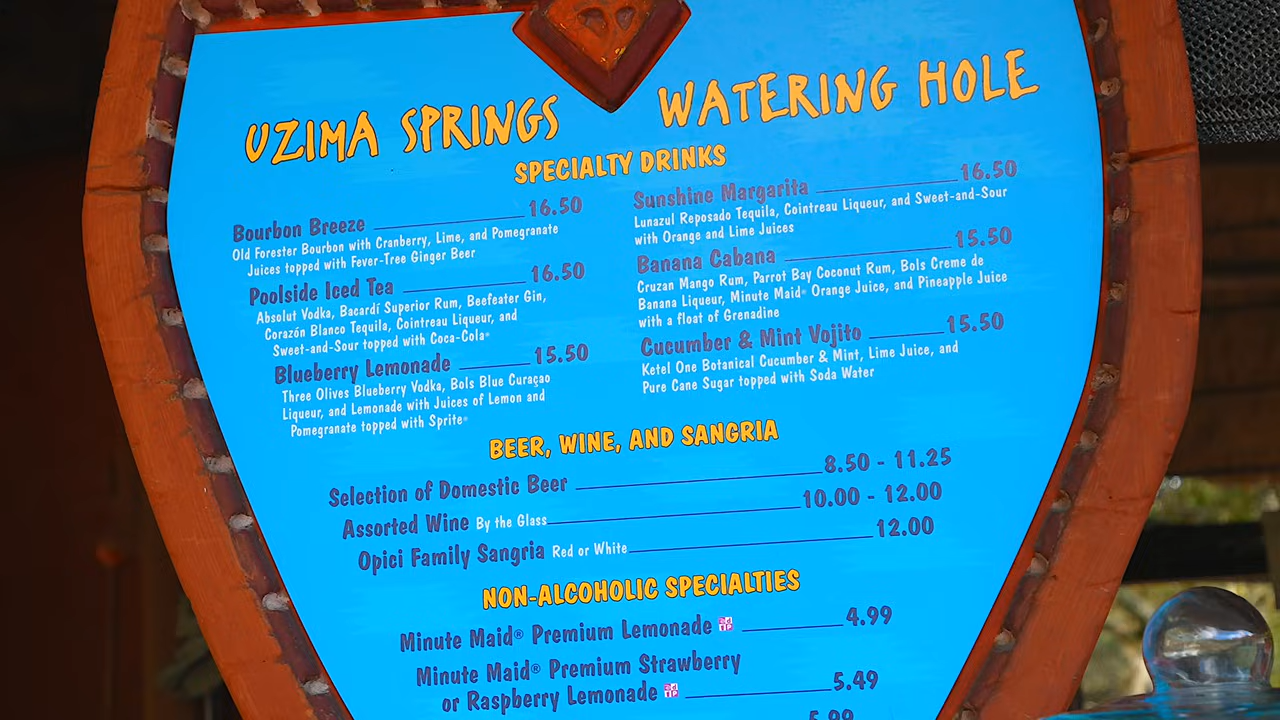 UZIMA SPRINGS WATERING HOLE
SPECIALTY DRINKS
Bourbon Breeze 16.50
Old Forester Bourbon with Cranberry, Lime, and Pomegranate
Juices topped with Fever-Tree Ginger Beer
Poolside Iced Tea 16.50
Absolut Vodka, Bacardí Superior Rum, Beefeater Gin,
Corazón Blanco Tequila, Cointreau Liqueur, and
Sweet-and-Sour topped with Coca-Cola®
Blueberry Lemonade 15.50
Three Olives Blueberry Vodka, Bols Blue Curaçao
Liqueur, and Lemonade with Juices of Lemon and
Pomegranate topped with Sprite®
Sunshine Margarita 16.50
Lunazul Reposado Tequila, Cointreau Liqueur, and Sweet-and-Sour
with Orange and Lime Juices
Banana Cabana 15.50
Cruzan Mango Rum, Parrot Bay Coconut Rum, Bols Creme de
Banana Liqueur, Minute Maid® Orange Juice, and Pineapple Juice
with a float of Grenadine
Cucumber & Mint Vojito 15.50
Ketel One Botanical Cucumber & Mint, Lime Juice, and
Pure Cane Sugar topped with Soda Water
BEER, WINE, AND SANGRIA
Selection of Domestic Beer 8.50 - 11.25
Assorted Wine By the Glass 10.00 - 12.00
Opici Family Sangria Red or White 12.00
NON-ALCOHOLIC SPECIALTIES
Minute Maid® Premium Lemonade 4.99
Minute Maid® Premium Strawberry
or Raspberry Lemonade 5.49
5.99